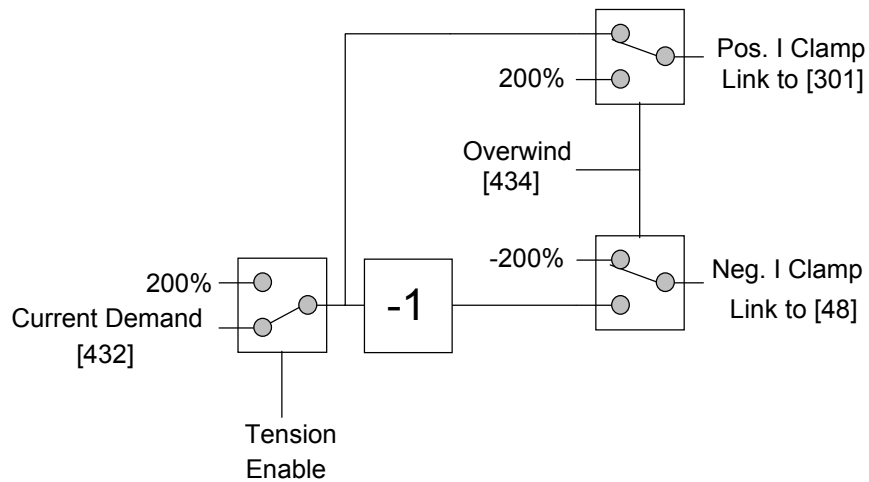 Pos. I Clamp
Link to [301]
200%
Overwind
[434]
-200%
Neg. I Clamp
Link to [48]
200%
Current Demand
[432]
-1
Tension
Enable